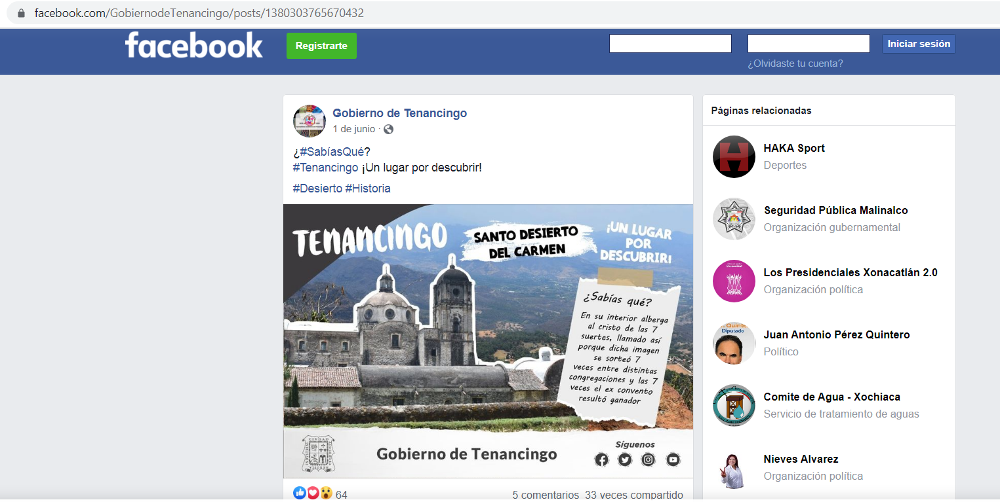 facebook.com/GobiernodeTenancingo/posts/1380303765670432
facebook
Registrarte
Iniciar sesión
¿Olvidaste tu cuenta?
Gobierno de Tenancingo
1 de junio ·
¿#SabíasQué?
#Tenancingo ¡Un lugar por descubrir!
#Desierto #Historia
TENANCINGO
SANTO DESIERTO
DEL CARMEN
¡UN LUGAR
POR
DESCUBRIR!
¿Sabías qué?
En su interior alberga
al cristo de las 7
suertes, llamado así
porque dicha imagen
se sorteó 7
veces entre distintas
congregaciones y las 7
veces el ex convento
resultó ganador
Gobierno de Tenancingo
Síguenos
64
5 comentarios 33 veces compartido
Páginas relacionadas
HAKA Sport
Deportes
Seguridad Pública Malinalco
Organización gubernamental
Los Presidenciales Xonacatlán 2.0
Organización política
Diputado
Juan Antonio Pérez Quintero
Político
Comite de Agua - Xochiaca
Servicio de tratamiento de aguas
Nieves Alvarez
Organización política